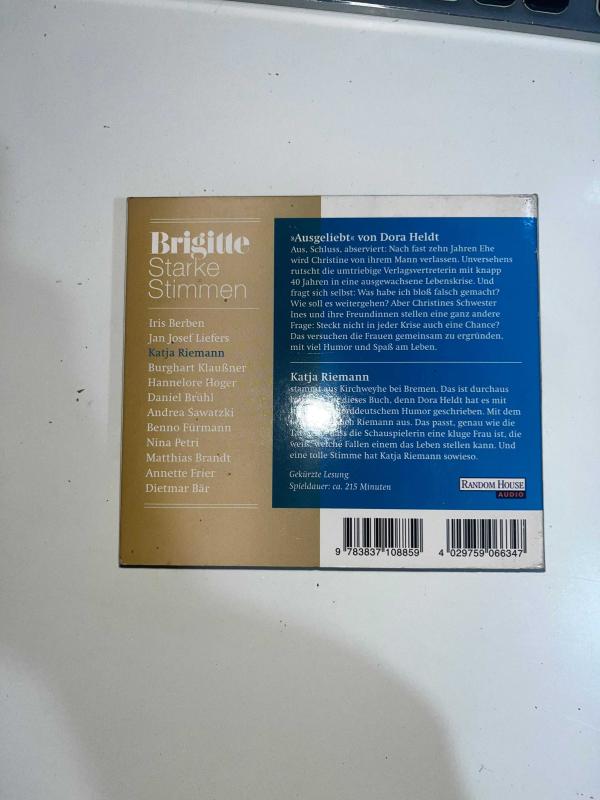 Brigitte
Starke
Stimmen
Iris Berben
Jan Josef Liefers
Katja Riemann
Burghart Klaußner
Hannelore Hoger
Daniel Brühl
Andrea Sawatzki
Benno Fürmann
Nina Petri
Matthias Brandt
Annette Frier
Dietmar Bär
»Ausgeliebt« von Dora Heldt
Aus, Schluss, abserviert: Nach fast zehn Jahren Ehe
wird Christine von ihrem Mann verlassen. Unversehens
rutscht die umtriebige Verlagsvertreterin mit knapp
40 Jahren in eine ausgewachsene Lebenskrise. Und
fragt sich selbst: Was habe ich bloß falsch gemacht?
Wie soll es weitergehen? Aber Christines Schwester
Ines und ihre Freundinnen stellen eine ganz andere
Frage: Steckt nicht in jeder Krise auch eine Chance?
Das versuchen die Frauen gemeinsam zu ergründen,
mit viel Humor und Spaß am Leben.
Katja Riemann
stammt aus Kirchweyhe bei Bremen. Das ist durchaus
dieses Buch, denn Dora Heldt hat es mit
norddeutschem Humor geschrieben. Mit dem
Riemann aus. Das passt, genau wie die
dass die Schauspielerin eine kluge Frau ist, die
weiß, welche Fallen einem das Leben stellen kann. Und
eine tolle Stimme hat Katja Riemann sowieso.
Gekürzte Lesung
Spieldauer: ca. 215 Minuten
RANDOM HOUSE
AUDIO
9 783837 108859
4 029759 066347